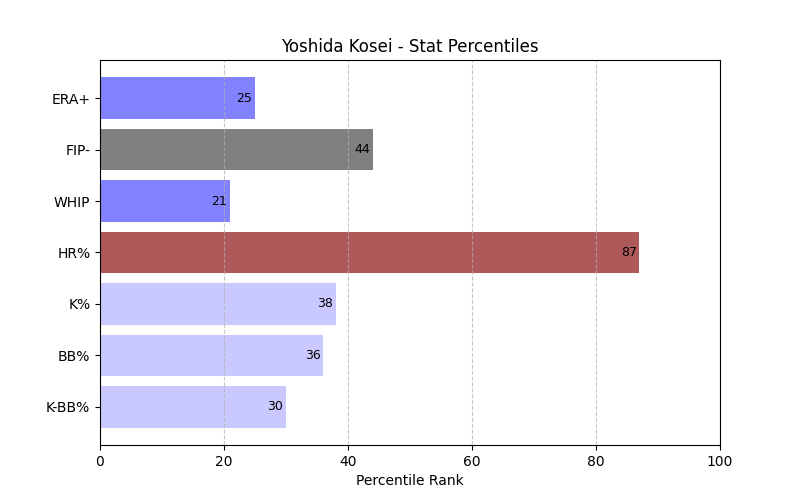 Yoshida Kosei - Stat Percentiles
ERA+ 25
FIP- 44
WHIP 21
HR% 87
K% 38
BB% 36
K-BB% 30
0 20 40 60 80 100
Percentile Rank